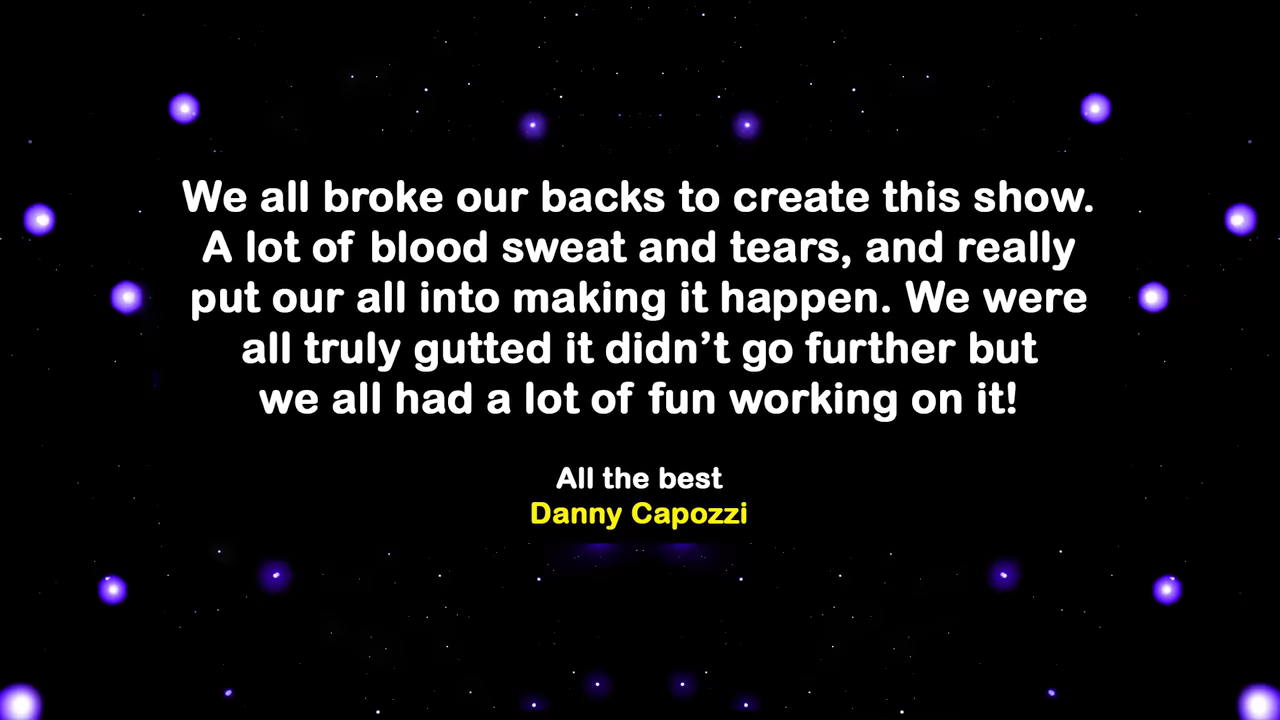 We all broke our backs to create this show.
A lot of blood sweat and tears, and really
put our all into making it happen. We were
all truly gutted it didn’t go further but
we all had a lot of fun working on it!
All the best
Danny Capozzi